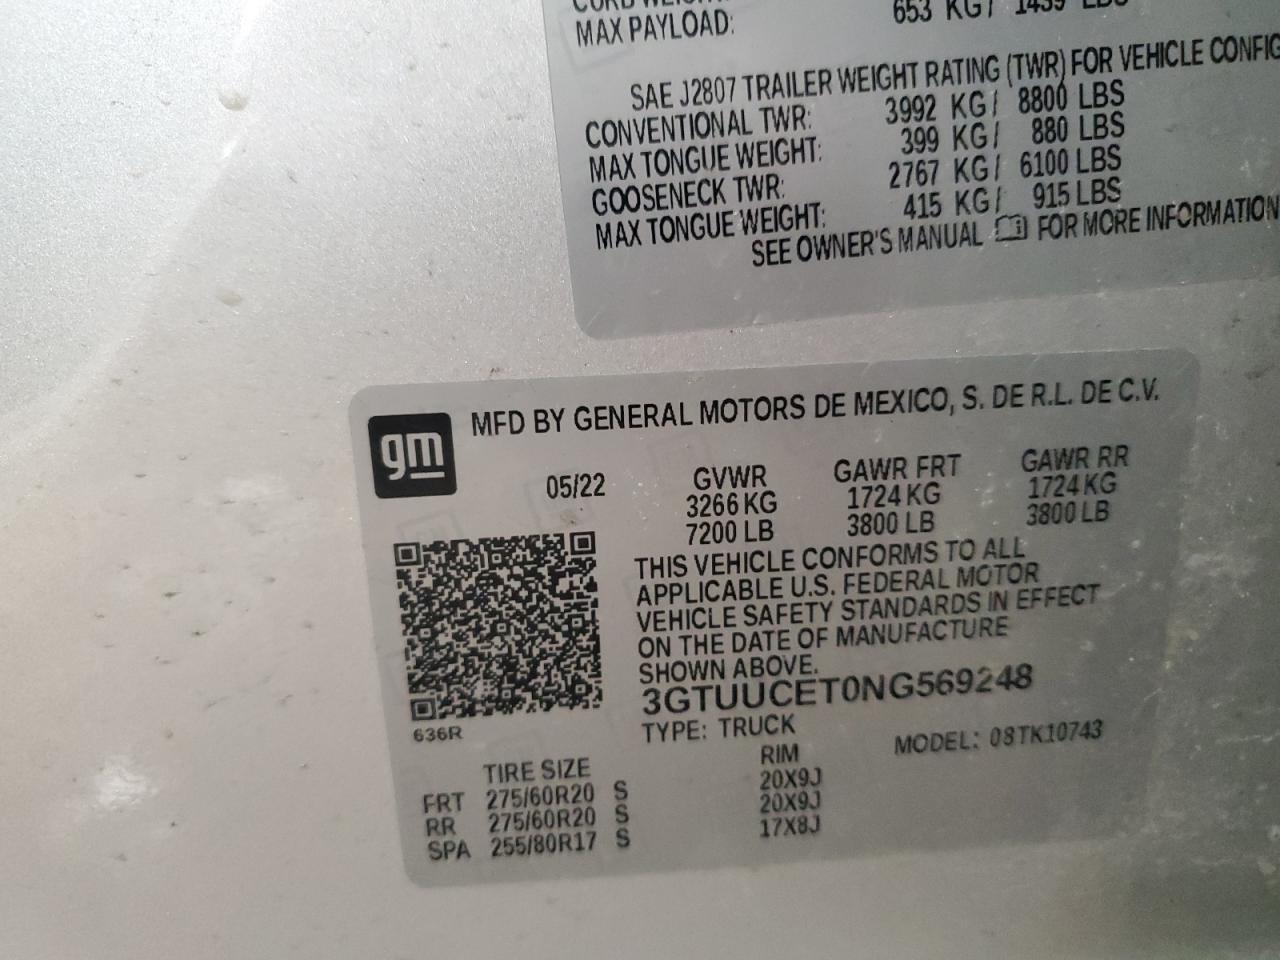 MAX PAYLOAD: 653 KG/ 1439 LBS
SAE J2807 TRAILER WEIGHT RATING (TWR) FOR VEHICLE CONFIG
CONVENTIONAL TWR: 3992 KG/ 8800 LBS
MAX TONGUE WEIGHT: 399 KG/ 880 LBS
GOOSENECK TWR: 2767 KG/ 6100 LBS
MAX TONGUE WEIGHT: 415 KG/ 915 LBS
SEE OWNER'S MANUAL FOR MORE INFORMATION
gm
MFD BY GENERAL MOTORS DE MEXICO, S. DE R.L. DE C.V.
05/22 GVWR GAWR FRT GAWR RR
3266 KG 1724 KG 1724 KG
7200 LB 3800 LB 3800 LB
THIS VEHICLE CONFORMS TO ALL
APPLICABLE U.S. FEDERAL MOTOR
VEHICLE SAFETY STANDARDS IN EFFECT
ON THE DATE OF MANUFACTURE
SHOWN ABOVE.
3GTUUCET0NG569248
636R
TYPE: TRUCK MODEL: 08TK10743
TIRE SIZE RIM
FRT 275/60R20 S 20X9J
RR 275/60R20 S 20X9J
SPA 255/80R17 S 17X8J